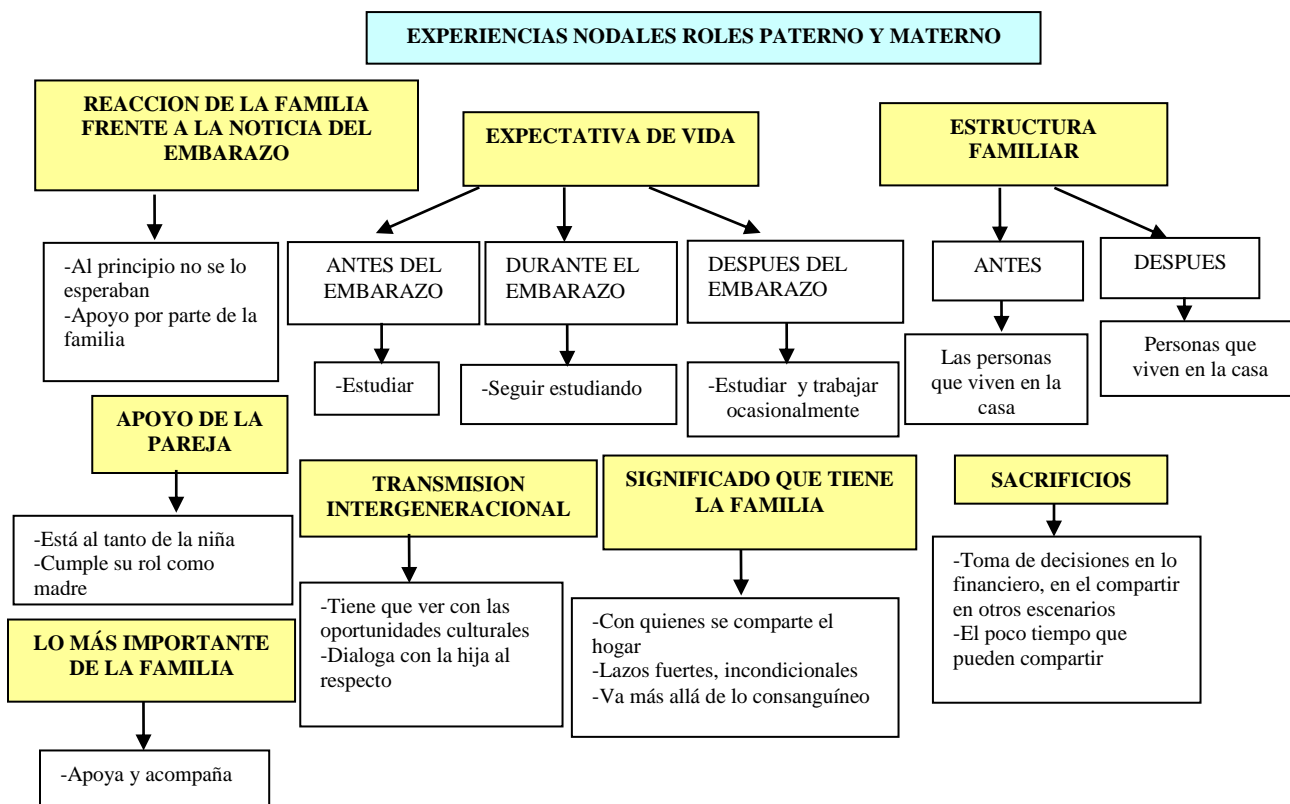 EXPERIENCIAS NODALES ROLES PATERNO Y MATERNO
REACCION DE LA FAMILIA
FRENTE A LA NOTICIA DEL
EMBARAZO
EXPECTATIVA DE VIDA
ESTRUCTURA
FAMILIAR
-Al principio no se lo
esperaban
-Apoyo por parte de la
familia
ANTES DEL
EMBARAZO
DURANTE EL
EMBARAZO
DESPUES DEL
EMBARAZO
ANTES
DESPUES
-Estudiar
-Seguir estudiando
-Estudiar y trabajar
ocasionalmente
Las personas
que viven en la
casa
Personas que
viven en la casa
APOYO DE LA
PAREJA
-Está al tanto de la niña
-Cumple su rol como
madre
TRANSMISION
INTERGENERACIONAL
-Tiene que ver con las
oportunidades culturales
-Dialoga con la hija al
respecto
SIGNIFICADO QUE TIENE
LA FAMILIA
-Con quienes se comparte el
hogar
-Lazos fuertes, incondicionales
-Va más allá de lo consanguíneo
SACRIFICIOS
-Toma de decisiones en lo
financiero, en el compartir
en otros escenarios
-El poco tiempo que
pueden compartir
LO MÁS IMPORTANTE
DE LA FAMILIA
-Apoya y acompaña